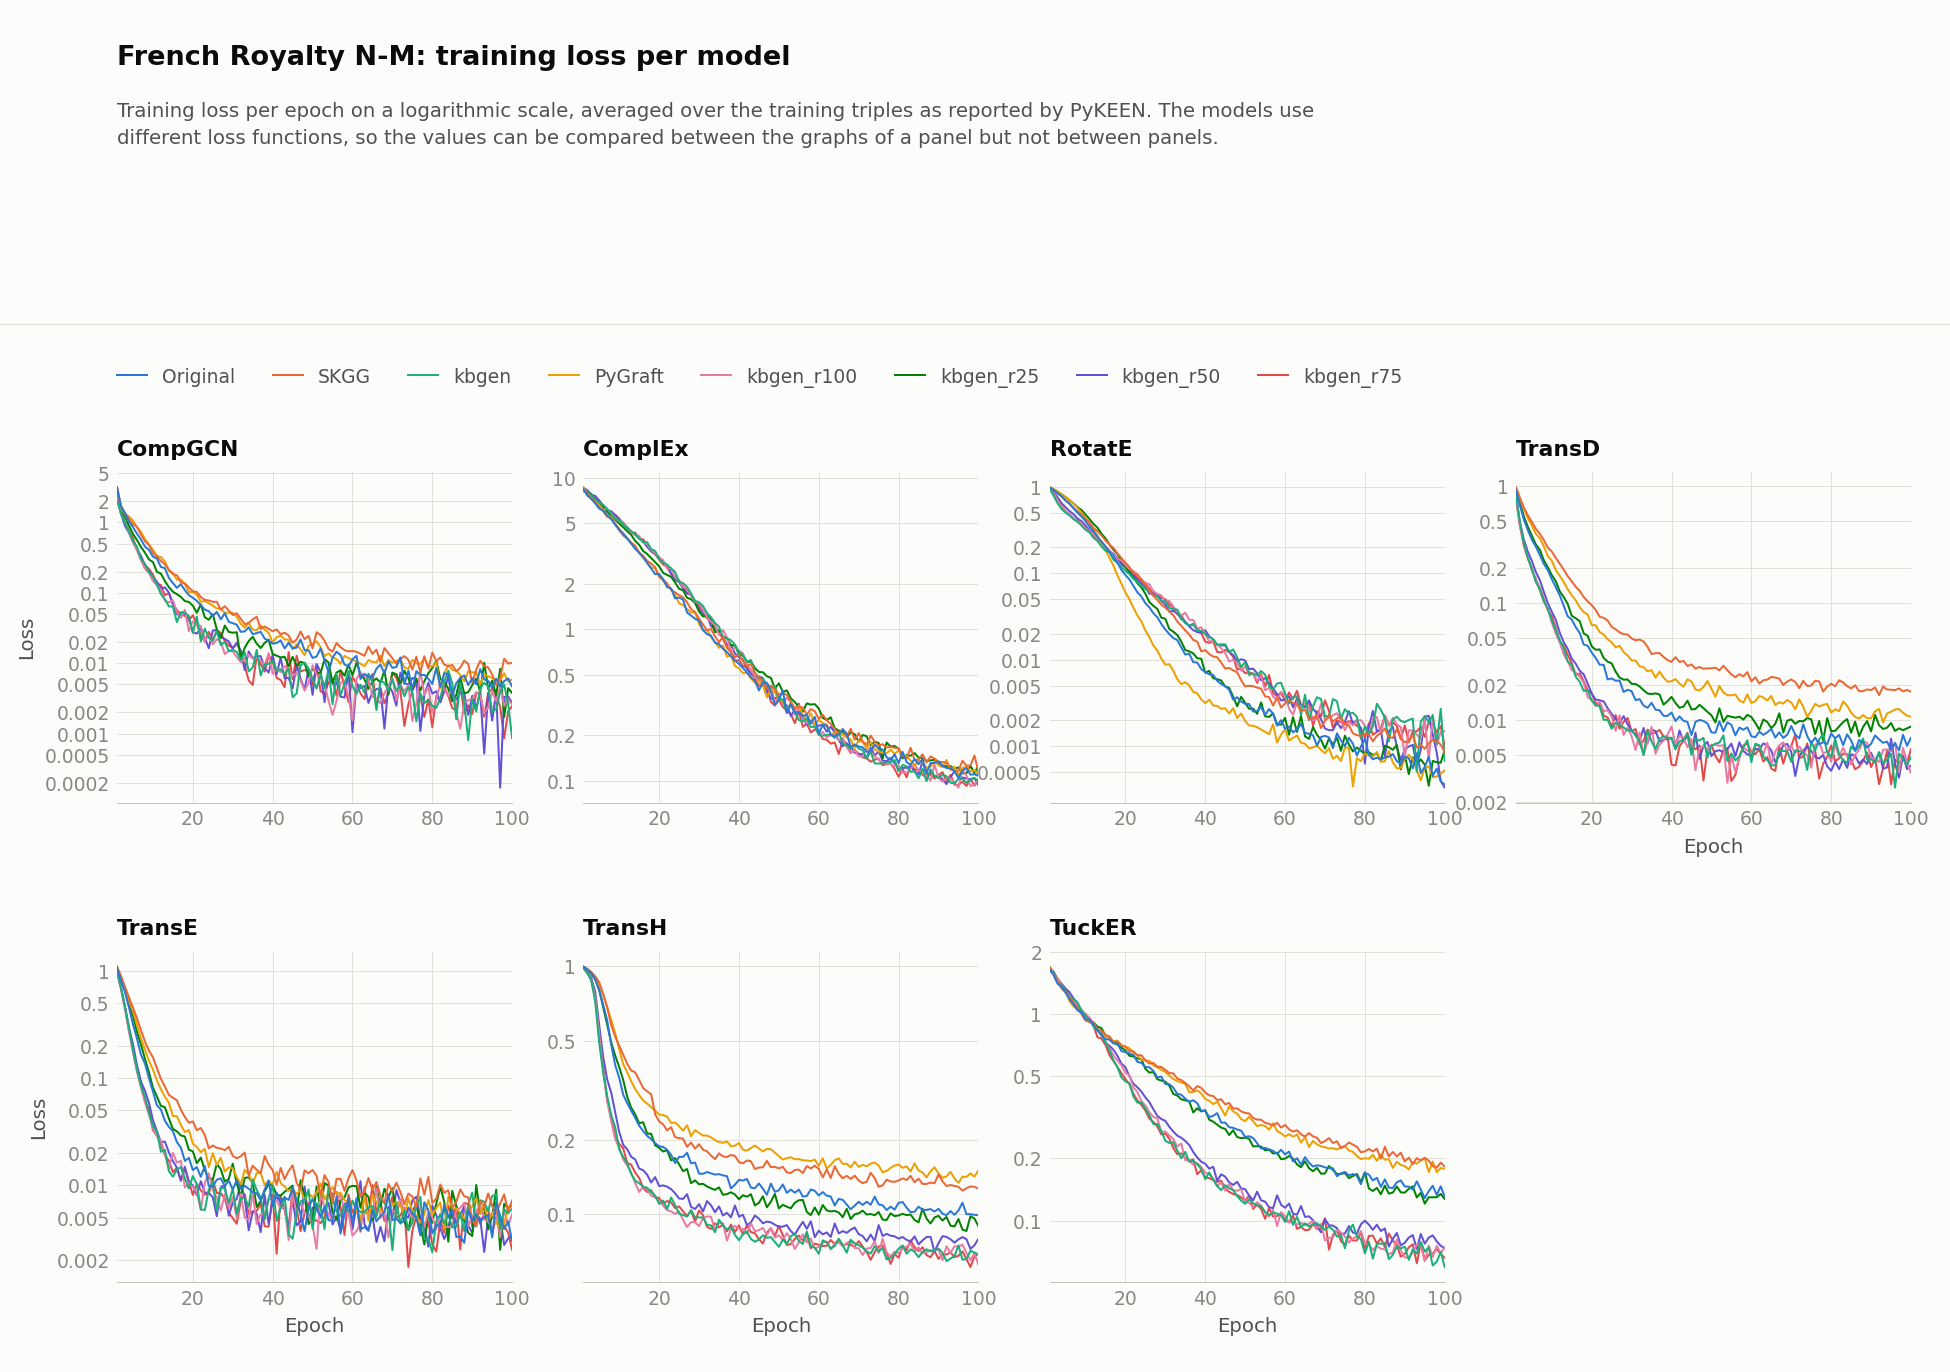 French Royalty N-M: training loss per model
Training loss per epoch on a logarithmic scale, averaged over the training triples as reported by PyKEEN. The models use
different loss functions, so the values can be compared between the graphs of a panel but not between panels.
Original SKGG kbgen PyGraft kbgen_r100 kbgen_r25 kbgen_r50 kbgen_r75
CompGCN
5
2
1
0.5
0.2
0.1
0.05
0.02
0.01
0.005
0.002
0.001
0.0005
0.0002
Loss
20 40 60 80 100
ComplEx
10
5
2
1
0.5
0.2
0.1
20 40 60 80 100
RotatE
1
0.5
0.2
0.1
0.05
0.02
0.01
0.005
0.002
0.001
0.0005
20 40 60 80 100
TransD
1
0.5
0.2
0.1
0.05
0.02
0.01
0.005
0.002
20 40 60 80 100
Epoch
TransE
1
0.5
0.2
0.1
0.05
0.02
0.01
0.005
0.002
Loss
20 40 60 80 100
Epoch
TransH
1
0.5
0.2
0.1
20 40 60 80 100
Epoch
TuckER
2
1
0.5
0.2
0.1
20 40 60 80 100
Epoch